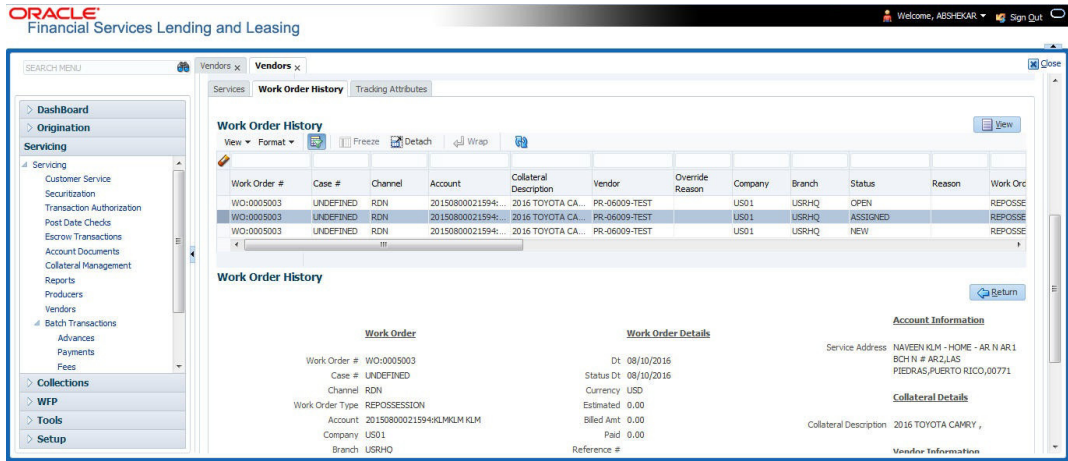 ORACLE®
Financial Services Lending and Leasing
Welcome, ABSHEKAR
Sign Out
SEARCH MENU
Vendors x
Vendors x
Close
DashBoard
Origination
Servicing
Servicing
Customer Service
Securitization
Transaction Authorization
Post Date Checks
Escrow Transactions
Account Documents
Collateral Management
Reports
Producers
Vendors
Batch Transactions
Advances
Payments
Fees
Collections
WFP
Tools
Setup
Services Work Order History Tracking Attributes
Work Order History
View
View Format Freeze Detach Wrap
Work Order # Case # Channel Account Collateral Description Vendor Override Reason Company Branch Status Reason Work Orc
WO:0005003 UNDEFINED RDN 20150800021594:... 2016 TOYOTA CA... PR-06009-TEST US01 USRHQ OPEN REPOSSE
WO:0005003 UNDEFINED RDN 20150800021594:... 2016 TOYOTA CA... PR-06009-TEST US01 USRHQ ASSIGNED REPOSSE
WO:0005003 UNDEFINED RDN 20150800021594:... 2016 TOYOTA CA... PR-06009-TEST US01 USRHQ NEW REPOSSE
Work Order History
Return
Work Order
Work Order # WO:0005003
Case # UNDEFINED
Channel RDN
Work Order Type REPOSSESSION
Account 20150800021594:KLMKLM KLM
Company US01
Branch USRHQ
Work Order Details
Dt 08/10/2016
Status Dt 08/10/2016
Currency USD
Estimated 0.00
Billed Amt 0.00
Paid 0.00
Reference #
Account Information
Service Address NAVEEN KLM - HOME - AR N AR1
BCH N # AR2,LAS
PIEDRAS,PUERTO RICO,00771
Collateral Details
Collateral Description 2016 TOYOTA CAMRY ,
Vendor Information